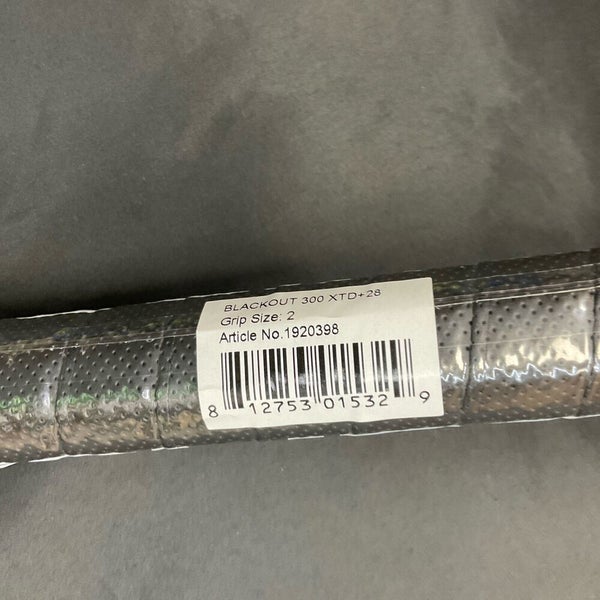 BLACKOUT 300 XTD+28
Grip Size: 2
Article No.1920398
8 12753 01532 9